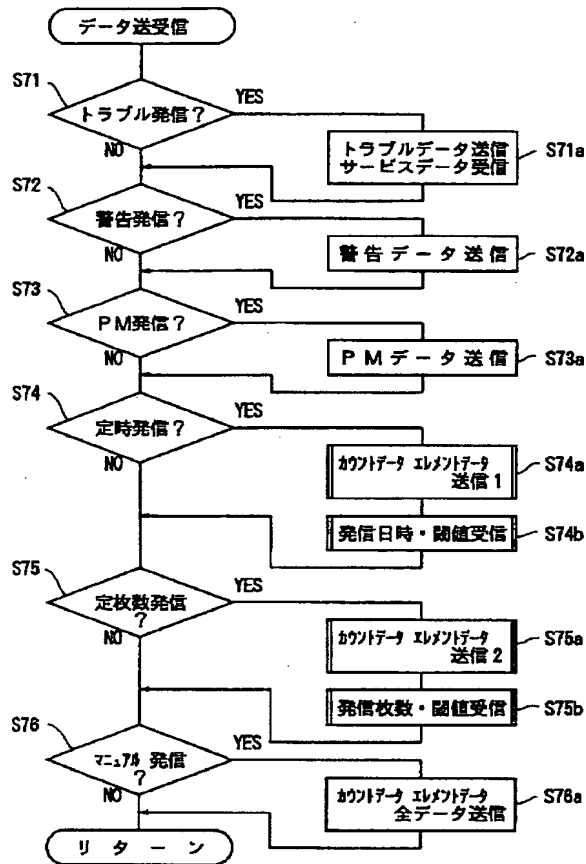 データ送受信
S71
トラブル発信?
YES
NO
トラブルデータ送信
サービスデータ受信
S71a
S72
警告発信?
YES
NO
警告データ送信
S72a
S73
PM発信?
YES
NO
PMデータ送信
S73a
S74
定時発信?
YES
NO
カウントデータ エレメントデータ
送信1
S74a
発信日時・閾値受信
S74b
S75
定枚数発信
?
YES
NO
カウントデータ エレメントデータ
送信2
S75a
発信枚数・閾値受信
S75b
S76
マニュアル 発信
?
YES
NO
カウントデータ エレメントデータ
全データ送信
S76a
リターン